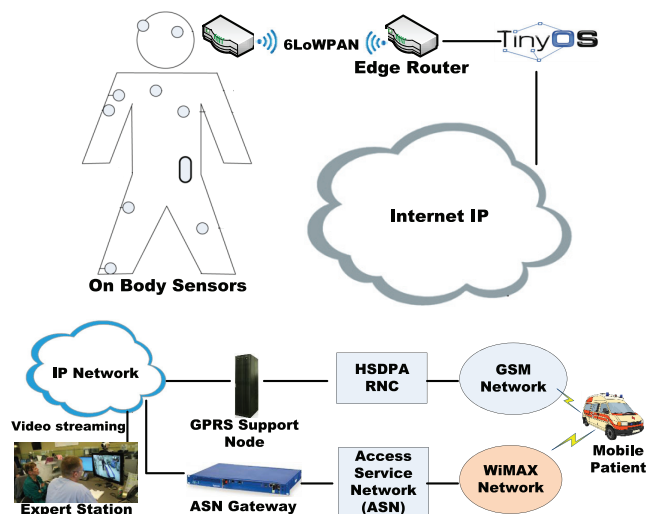 6LoWPAN
Edge Router
TinyOS
Internet IP
On Body Sensors
IP Network
HSDPA
RNC
GSM
Network
Video streaming
GPRS Support
Node
Mobile
Patient
Access
Service
Network
(ASN)
WiMAX
Network
Expert Station
ASN Gateway